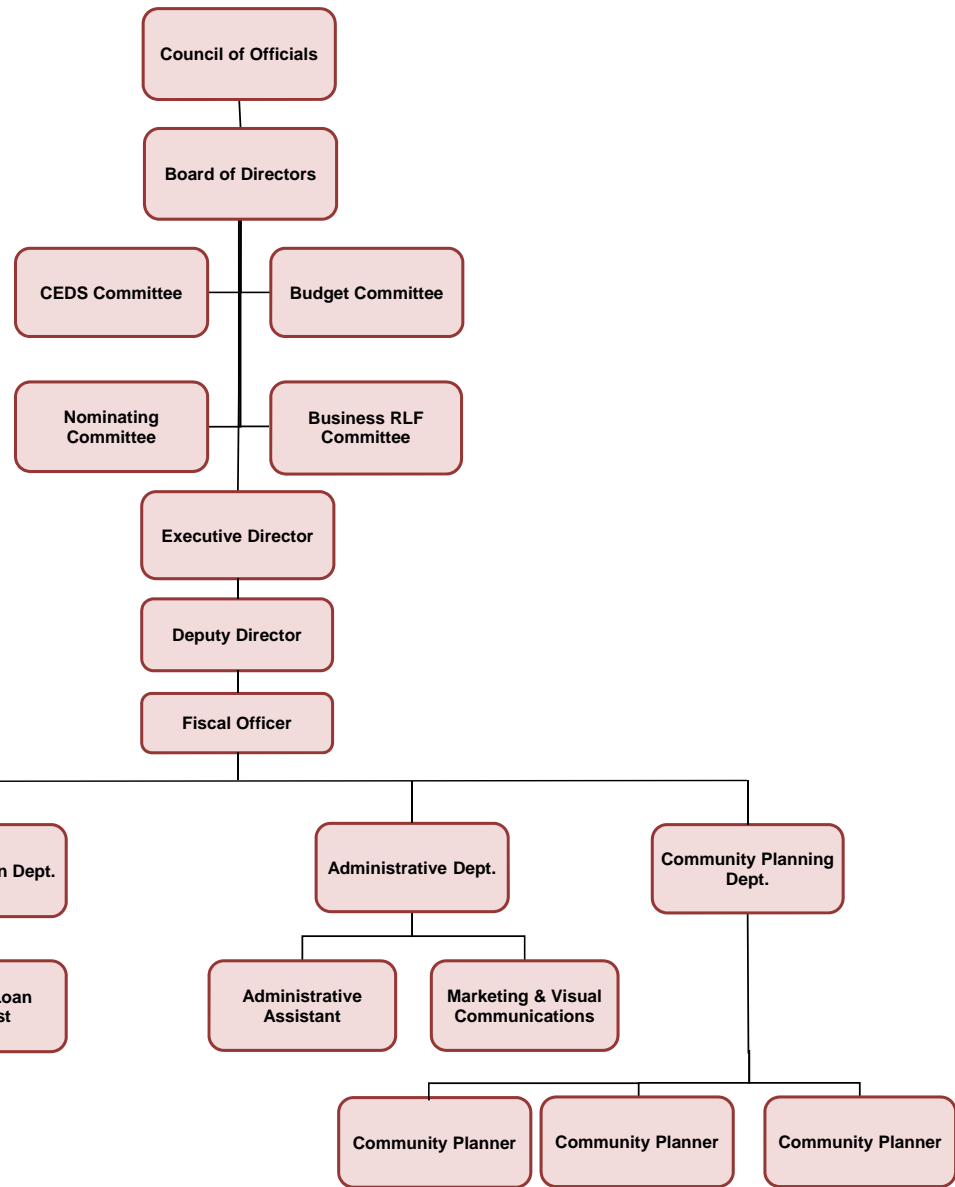 Council of Officials
Board of Directors
CEDS Committee
Budget Committee
Nominating
Committee
Business RLF
Committee
Executive Director
Deputy Director
Fiscal Officer
Dept.
Administrative Dept.
Community Planning
Dept.
Administrative
Assistant
Marketing & Visual
Communications
Community Planner
Community Planner
Community Planner